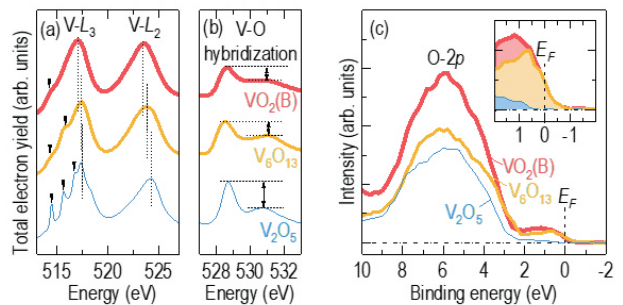 (a)
V-L3
V-L2
Total electron yield (arb. units)
515
520
525
Energy (eV)
(b)
V-O
hybridization
VO2(B)
V6O13
V2O5
528
530
532
Energy (eV)
(c)
O-2p
Intensity (arb. units)
VO2(B)
V6O13
V2O5
EF
10
8
6
4
2
0
-2
Binding energy (eV)
EF
1
0
-1